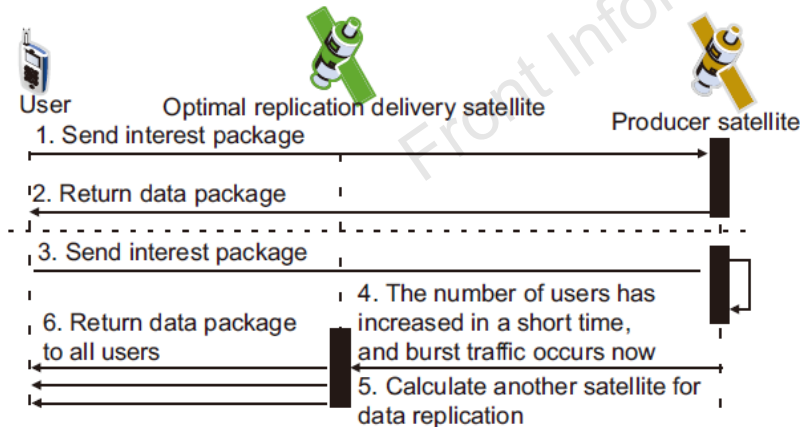 Front Infor
User
Optimal replication delivery satellite
Producer satellite
1. Send interest package
2. Return data package
3. Send interest package
4. The number of users has
increased in a short time,
and burst traffic occurs now
6. Return data package
to all users
5. Calculate another satellite for
data replication